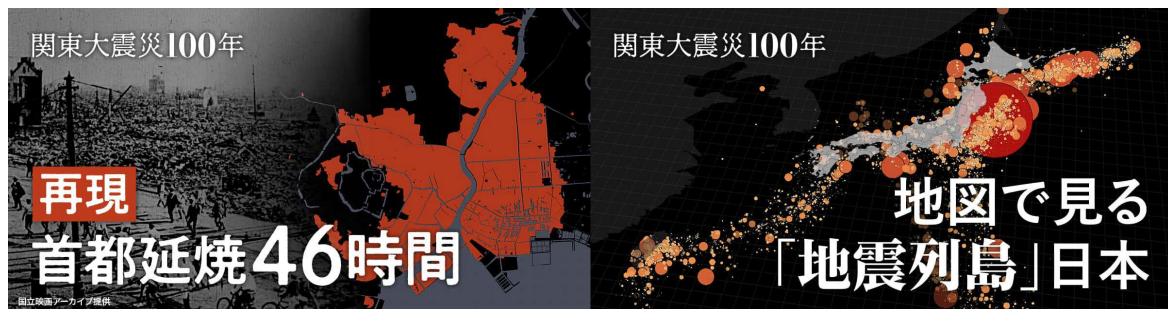 関東大震災100年
再現
首都延焼46時間
国立映画アーカイブ提供
関東大震災100年
地図で見る
「地震列島」日本